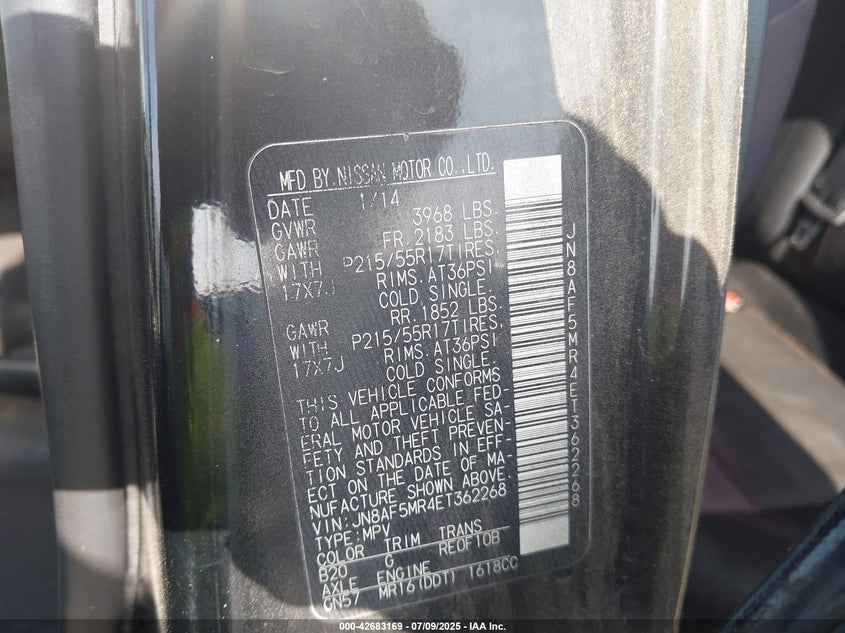 MFD BY.NISSAN MOTOR CO.,LTD.
DATE 1/14
GVWR 3968 LBS.
GAWR FR.2183 LBS.
WITH P215/55R17TIRES,
17X7J RIMS.AT36PSI
COLD SINGLE.
GAWR RR.1852 LBS.
WITH P215/55R17TIRES,
17X7J RIMS.AT36PSI
COLD SINGLE.
THIS VEHICLE CONFORMS
TO ALL APPLICABLE FED-
ERAL MOTOR VEHICLE SA-
FETY AND THEFT PREVEN-
TION STANDARDS IN EFF-
ECT ON THE DATE OF MA-
NUFACTURE SHOWN ABOVE.
VIN:JN8AF5MR4ET362268
TYPE:MPV
COLOR TRIM TRANS
B20 G RE0F10B
AXLE ENGINE
GN57 MR16(DDT) 1618CC
JN8AF5MR4ET362268
000-42683169 - 07/09/2025 - IAA Inc.